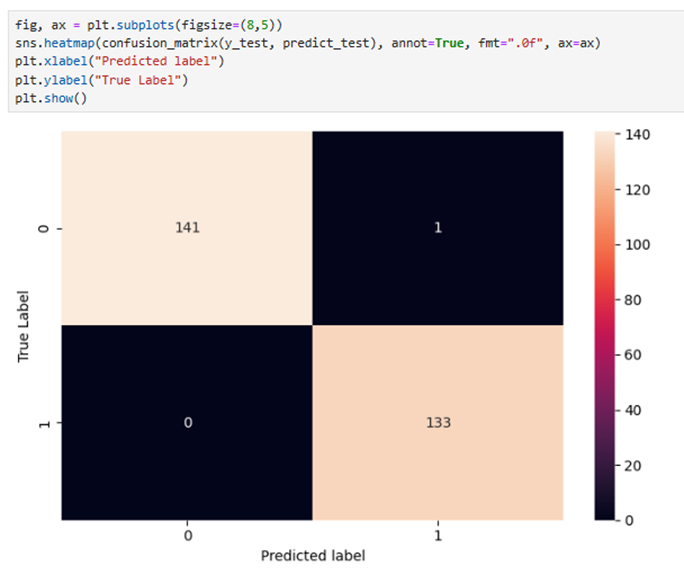 fig, ax = plt.subplots(figsize=(8,5))
sns.heatmap(confusion_matrix(y_test, predict_test), annot=True, fmt=".0f", ax=ax)
plt.xlabel("Predicted label")
plt.ylabel("True Label")
plt.show()
140
120
100
80
60
40
20
0
True Label
0
141
1
1
0
133
0
1
Predicted label